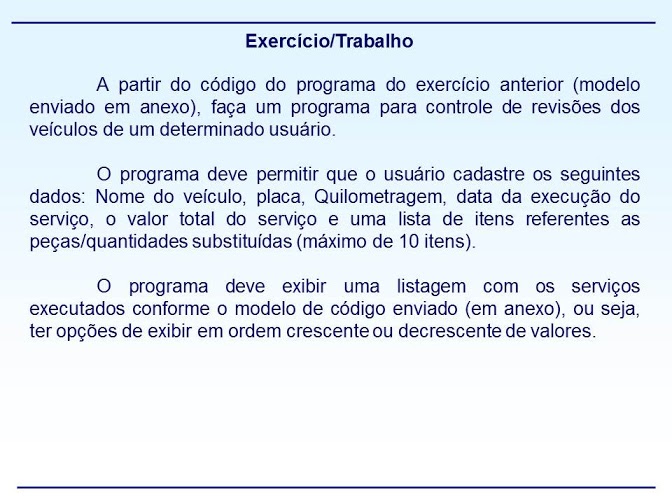 Exercício/Trabalho
A partir do código do programa do exercício anterior (modelo
enviado em anexo), faça um programa para controle de revisões dos
veículos de um determinado usuário.
O programa deve permitir que o usuário cadastre os seguintes
dados: Nome do veículo, placa, Quilometragem, data da execução do
serviço, o valor total do serviço e uma lista de itens referentes as
peças/quantidades substituídas (máximo de 10 itens).
O programa deve exibir uma listagem com os serviços
executados conforme o modelo de código enviado (em anexo), ou seja,
ter opções de exibir em ordem crescente ou decrescente de valores.